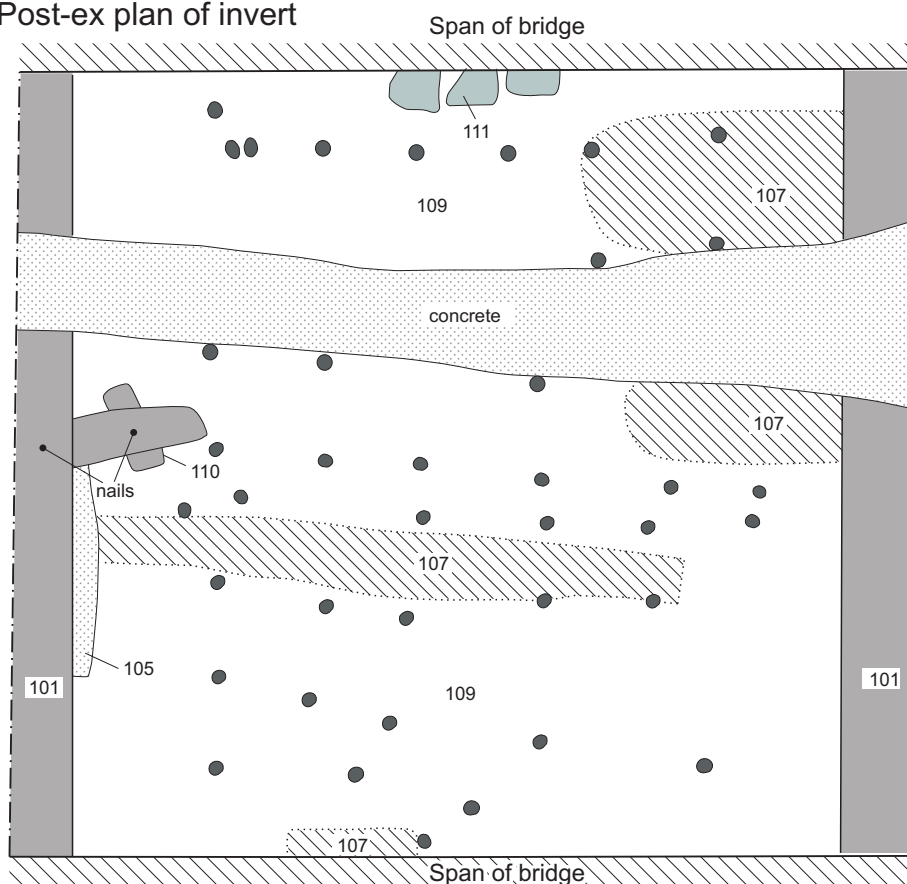 Post-ex plan of invert
Span of bridge
111
107
109
concrete
107
110
nails
107
105
101
109
101
107
Span of bridge